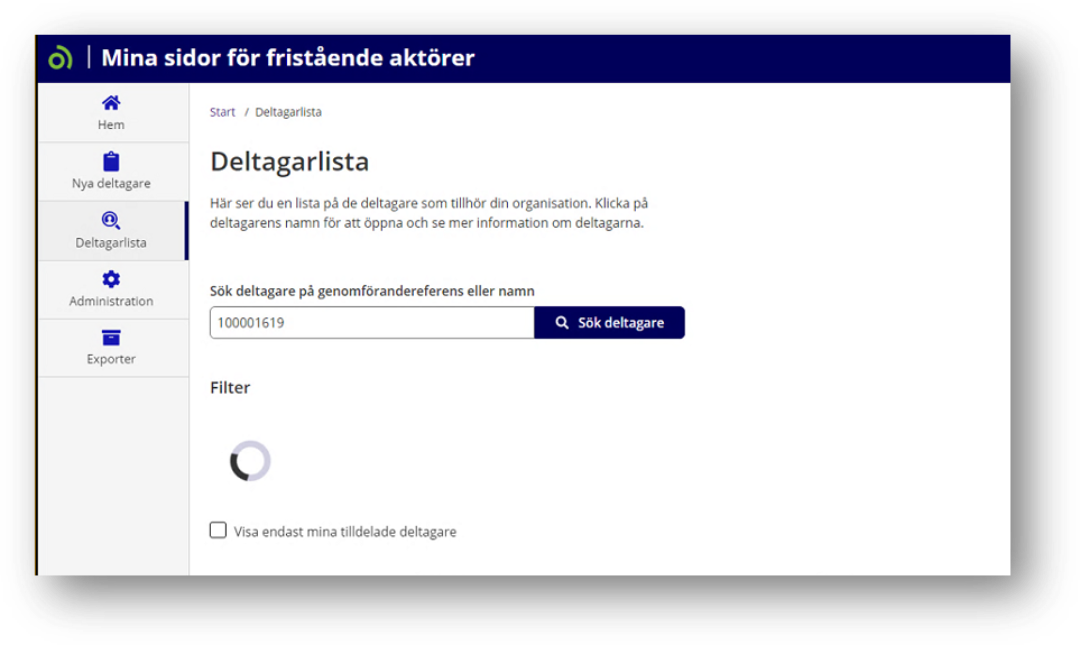 Mina sidor för fristående aktörer
Hem
Nya deltagare
Deltagarlista
Administration
Exporter
Start / Deltagarlista
Deltagarlista
Här ser du en lista på de deltagare som tillhör din organisation. Klicka på
deltagarens namn för att öppna och se mer information om deltagarna.
Sök deltagare på genomförandereferens eller namn
100001619
Sök deltagare
Filter
Visa endast mina tilldelade deltagare